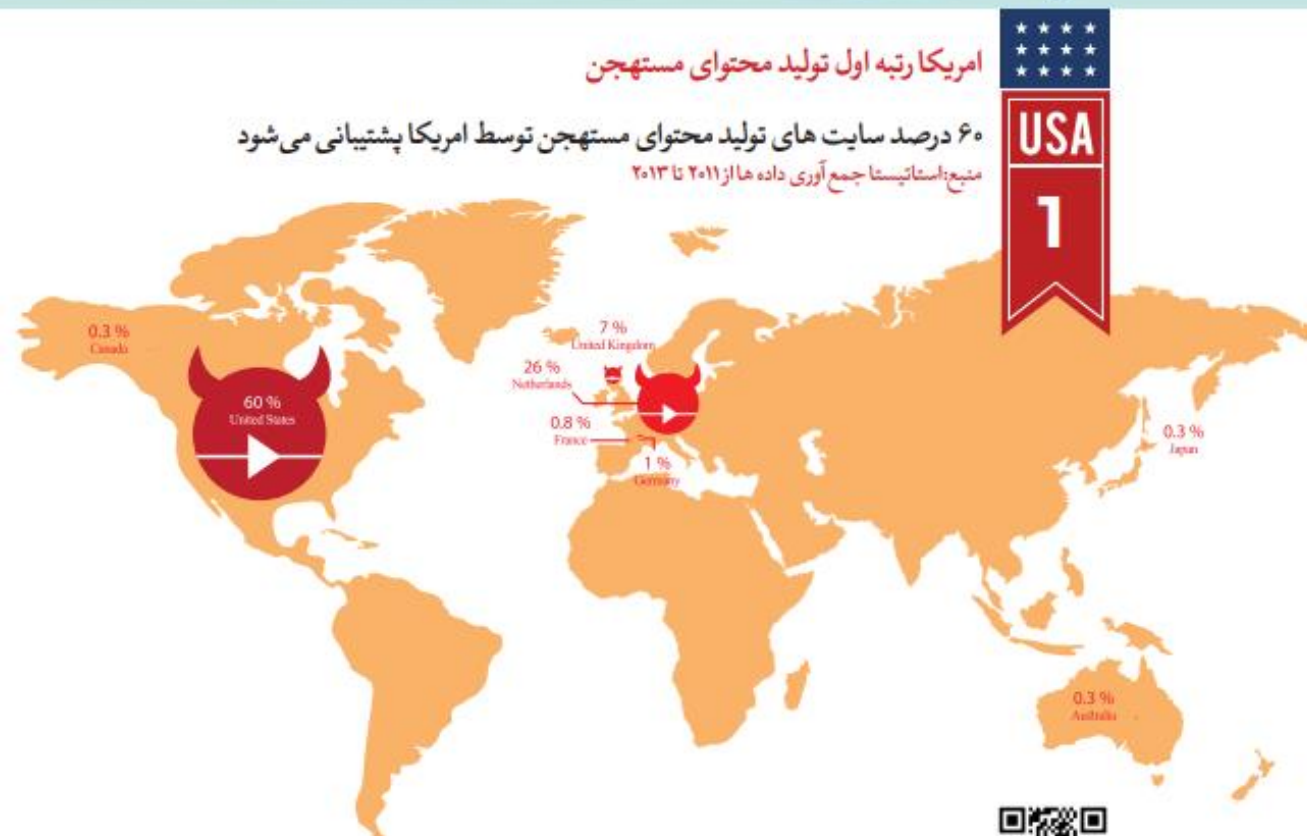 امریکا رتبه اول تولید محتوای مستهجن
۶۰ درصد سایت های تولید محتوای مستهجن توسط امریکا پشتیبانی می‌شود
منبع:استاتیستا جمع آوری داده ها از ۲۰۱۱ تا ۲۰۱۳
USA
1
0.3 %
Canada
60 %
United States
7 %
United Kingdom
26 %
Netherlands
0.8 %
France
1 %
Germany
0.3 %
Japan
0.3 %
Australia